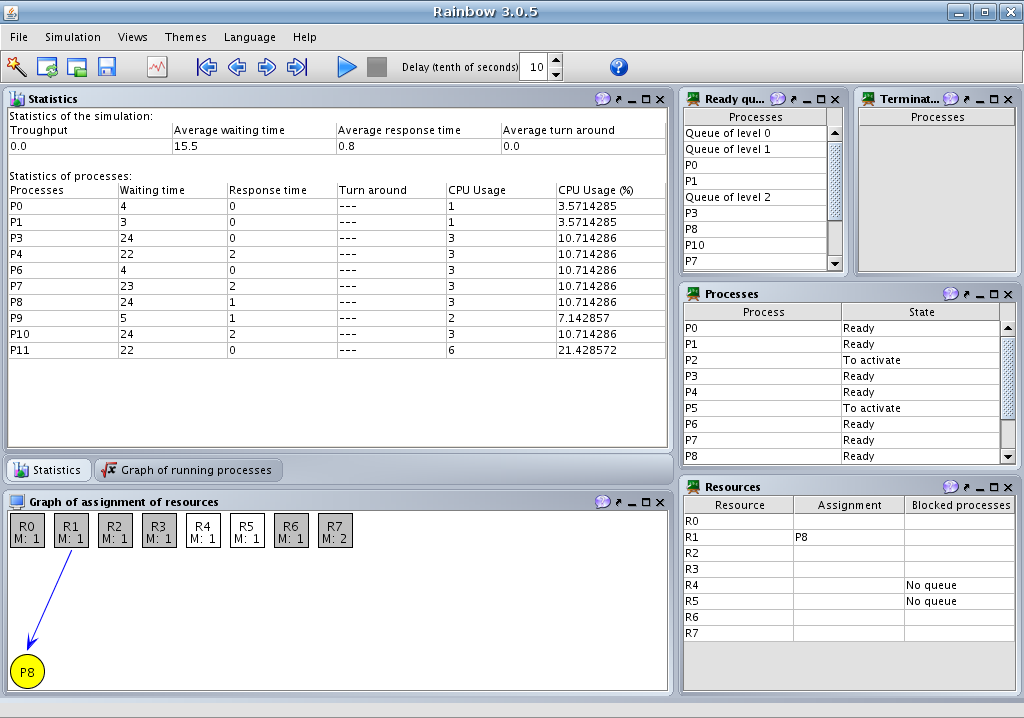 Rainbow 3.0.5
File Simulation Views Themes Language Help
Delay (tenth of seconds) 10
Statistics
Statistics of the simulation:
Troughput Average waiting time Average response time Average turn around
0.0 15.5 0.8 0.0
Statistics of processes:
Processes Waiting time Response time Turn around CPU Usage CPU Usage (%)
P0 4 0 --- 1 3.5714285
P1 3 0 --- 1 3.5714285
P3 24 0 --- 3 10.714286
P4 22 2 --- 3 10.714286
P6 4 0 --- 3 10.714286
P7 23 2 --- 3 10.714286
P8 24 1 --- 3 10.714286
P9 5 1 --- 2 7.142857
P10 24 2 --- 3 10.714286
P11 22 0 --- 6 21.428572
Statistics Graph of running processes
Graph of assignment of resources
R0 R1 R2 R3 R4 R5 R6 R7
M: 1 M: 1 M: 1 M: 1 M: 1 M: 1 M: 1 M: 2
P8
Ready qu...
Processes
Queue of level 0
Queue of level 1
P0
P1
Queue of level 2
P3
P8
P10
P7
Terminat...
Processes
Processes
Process State
P0 Ready
P1 Ready
P2 To activate
P3 Ready
P4 Ready
P5 To activate
P6 Ready
P7 Ready
P8 Ready
Resources
Resource Assignment Blocked processes
R0
R1 P8
R2
R3
R4 No queue
R5 No queue
R6
R7